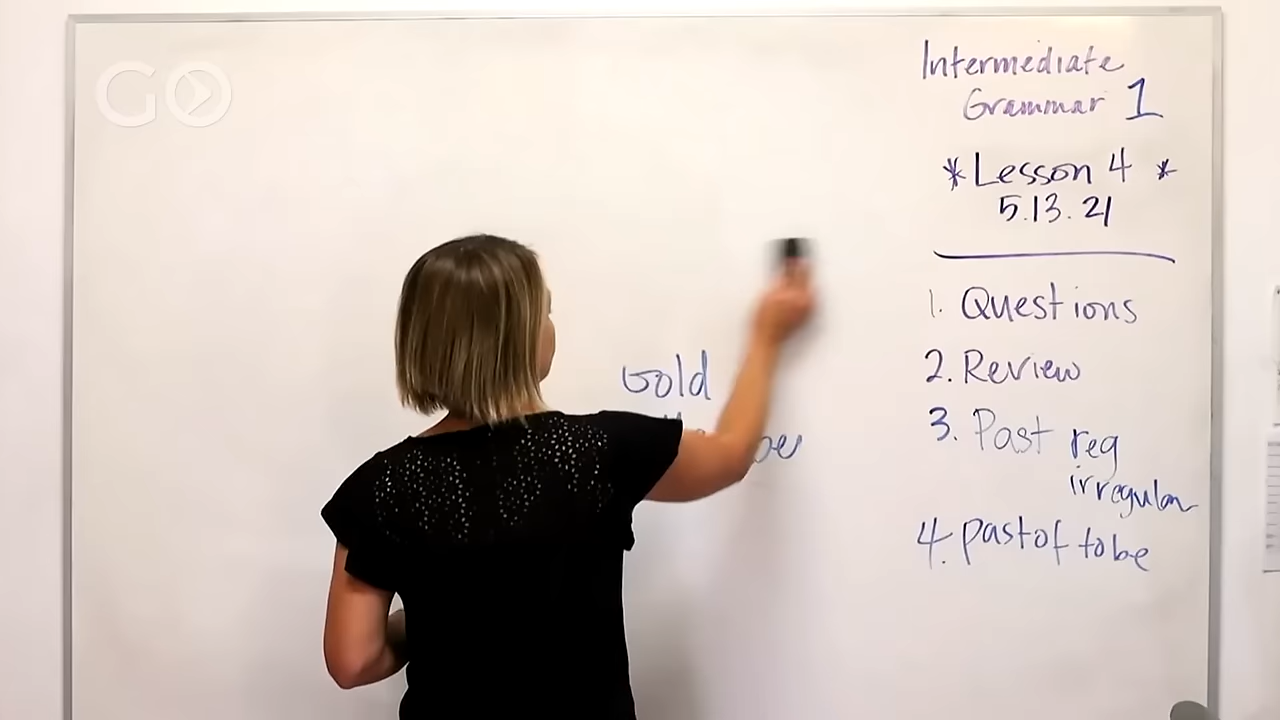 GO
Intermediate
Grammar 1
*Lesson 4 *
5.13.21
1. Questions
2. Review
3. Past reg
irregular
4. past of to be
Gold